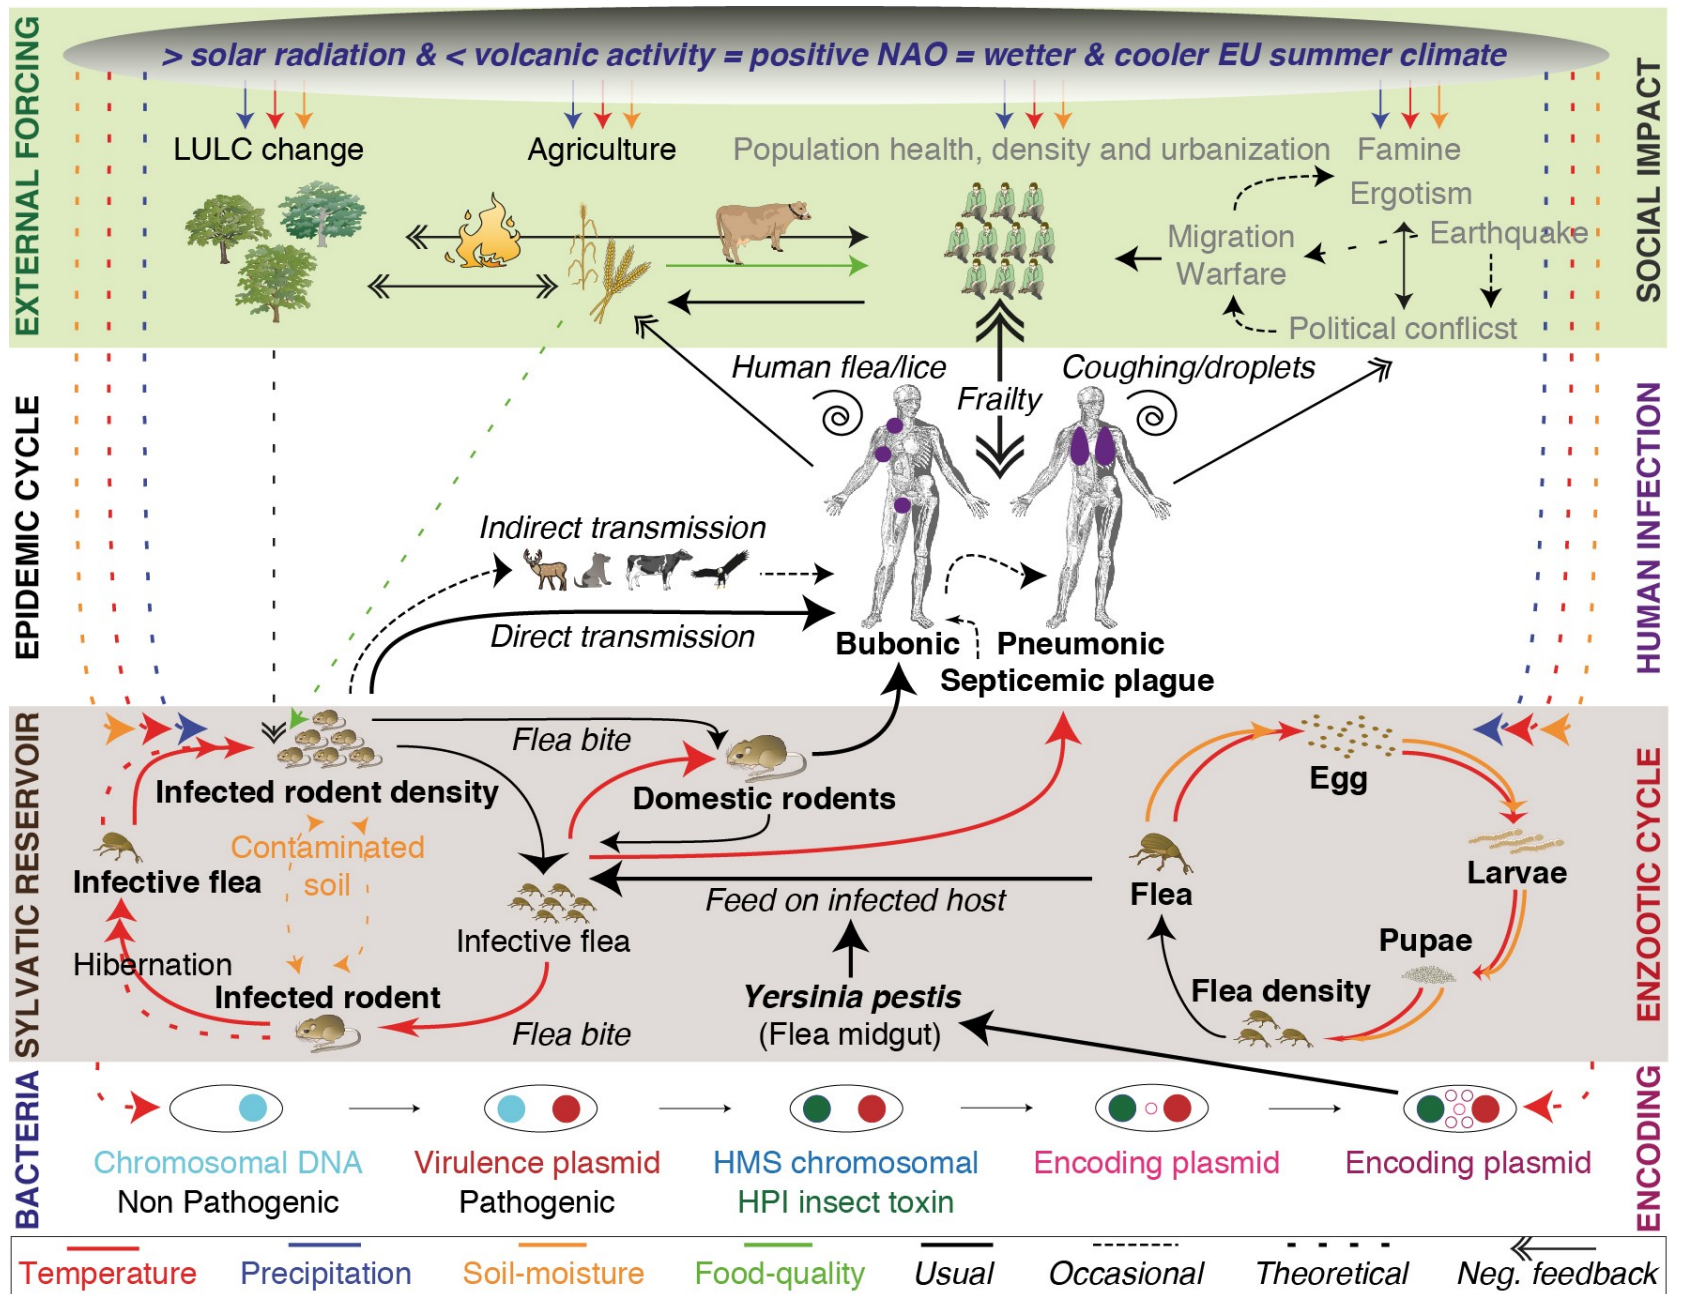 EXTERNAL FORCING
> solar radiation & < volcanic activity = positive NAO = wetter & cooler EU summer climate
SOCIAL IMPACT
LULC change
Agriculture
Population health, density and urbanization
Famine
Ergotism
Earthquake
Migration
Warfare
Political conflicst
EPIDEMIC CYCLE
HUMAN INFECTION
Human flea/lice
Frailty
Coughing/droplets
Indirect transmission
Direct transmission
Bubonic
Pneumonic
Septicemic plague
SYLVATIC RESERVOIR
ENZOOTIC CYCLE
Flea bite
Infected rodent density
Domestic rodents
Egg
Contaminated
soil
Infective flea
Larvae
Flea
Feed on infected host
Infective flea
Pupae
Hibernation
Infected rodent
Flea bite
Yersinia pestis
(Flea midgut)
Flea density
BACTERIA
ENCODING
Chromosomal DNA
Non Pathogenic
Virulence plasmid
Pathogenic
HMS chromosomal
HPI insect toxin
Encoding plasmid
Encoding plasmid
Temperature
Precipitation
Soil-moisture
Food-quality
Usual
Occasional
Theoretical
Neg. feedback